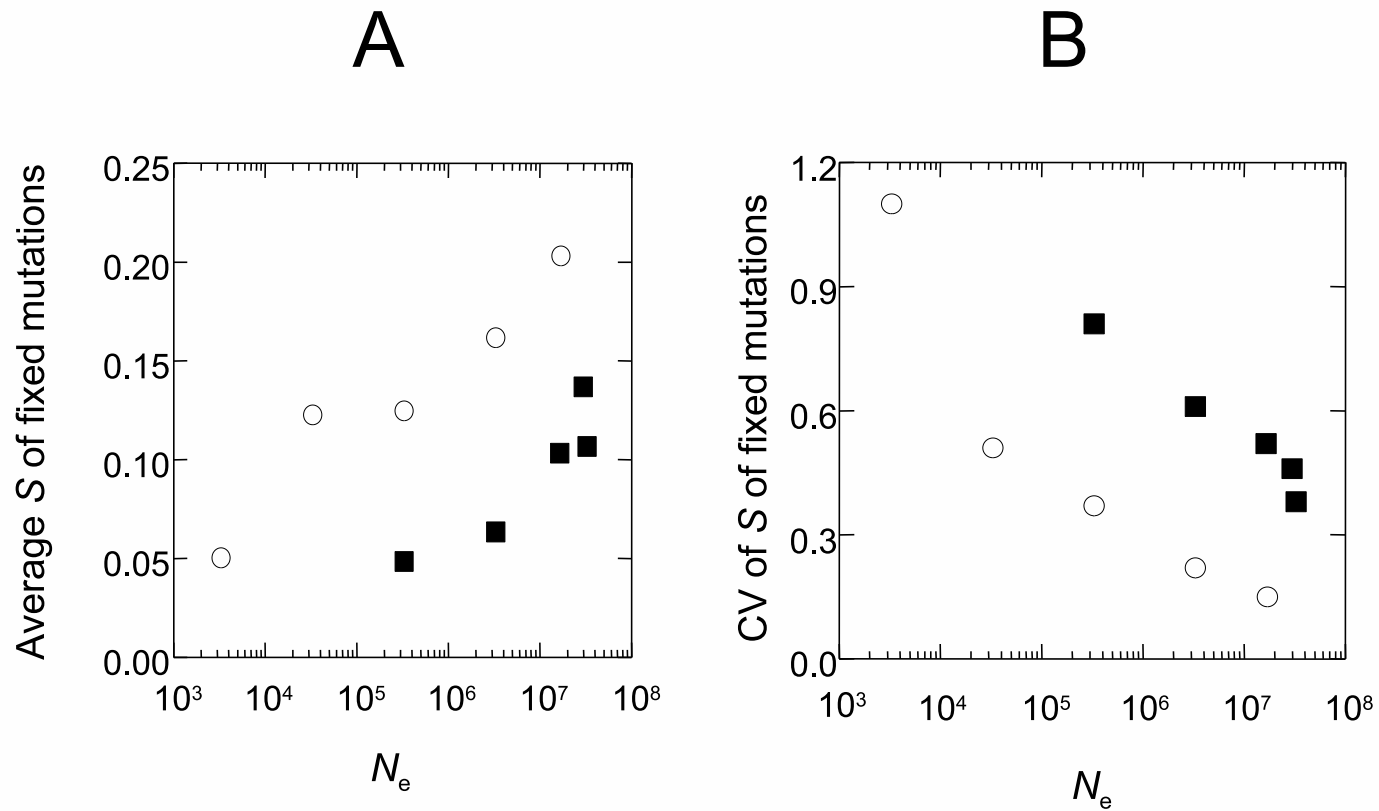 A
B
Average S of fixed mutations
0.25
0.20
0.15
0.10
0.05
0.00
10³ 10⁴ 10⁵ 10⁶ 10⁷ 10⁸
Nₑ
CV of S of fixed mutations
1.2
0.9
0.6
0.3
0.0
10³ 10⁴ 10⁵ 10⁶ 10⁷ 10⁸
Nₑ